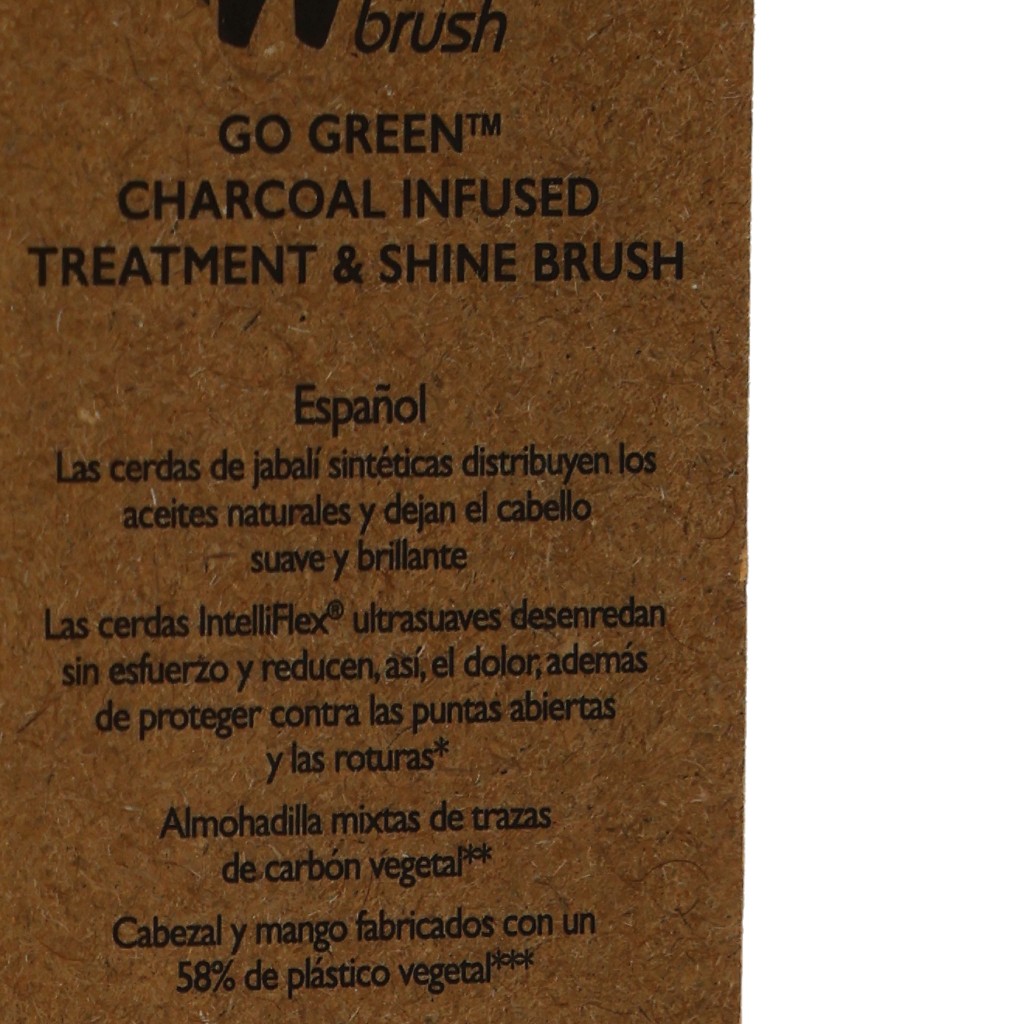 brush
GO GREEN™
CHARCOAL INFUSED
TREATMENT & SHINE BRUSH
Español
Las cerdas de jabalí sintéticas distribuyen los
aceites naturales y dejan el cabello
suave y brillante
Las cerdas IntelliFlex® ultrasuaves desenredan
sin esfuerzo y reducen, así, el dolor, además
de proteger contra las puntas abiertas
y las roturas*
Almohadilla mixtas de trazas
de carbón vegetal**
Cabezal y mango fabricados con un
58% de plástico vegetal***